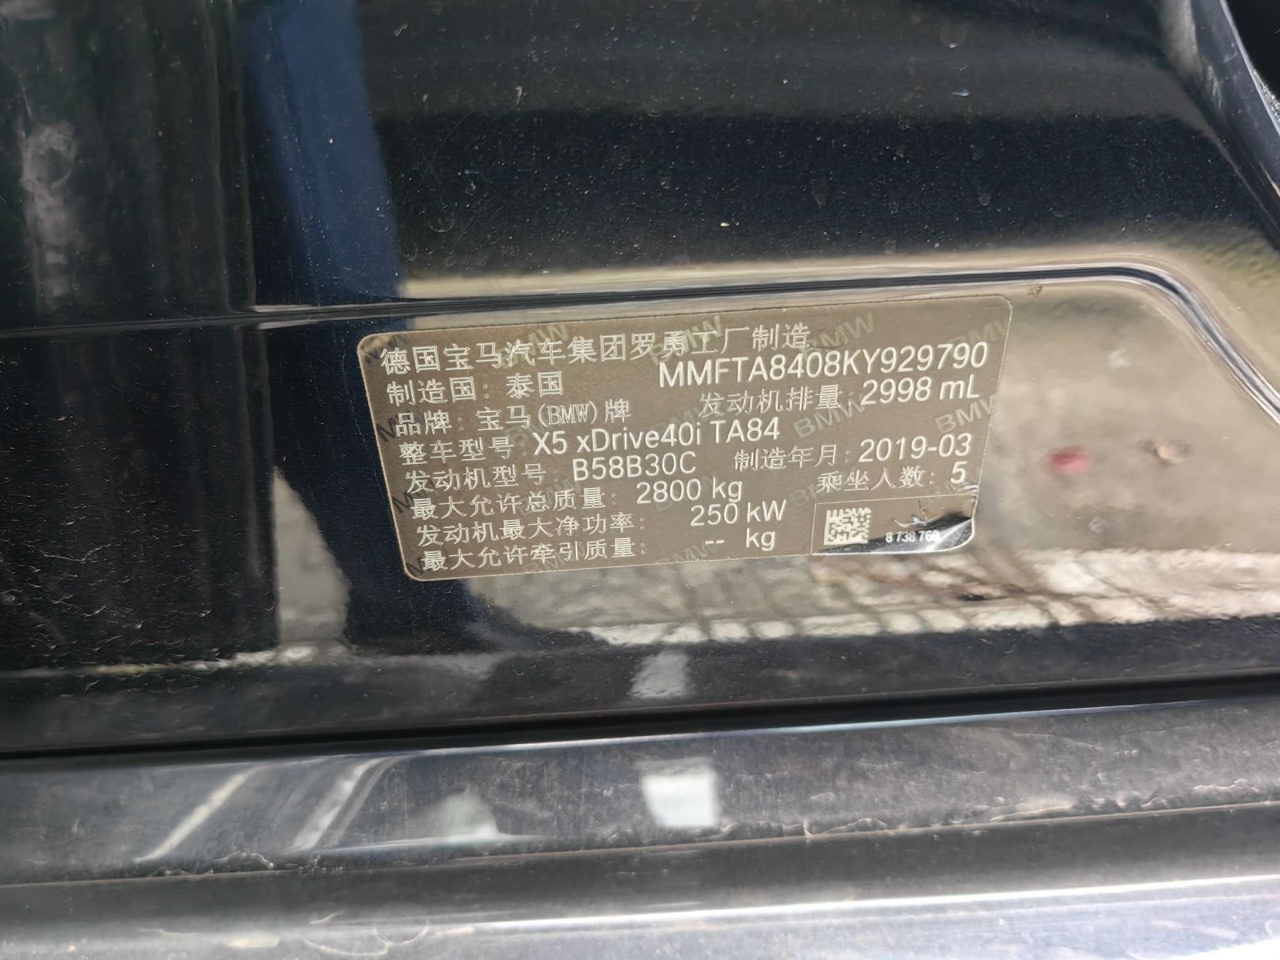 德国宝马汽车集团罗勇工厂制造
制造国: 泰国 MMFTA8408KY929790
品牌: 宝马(BMW)牌 发动机排量: 2998 mL
整车型号: X5 xDrive40i TA84
发动机型号: B58B30C 制造年月: 2019-03
最大允许总质量: 2800 kg 乘坐人数: 5
发动机最大净功率: 250 kW
最大允许牵引质量: -- kg
8 738 760